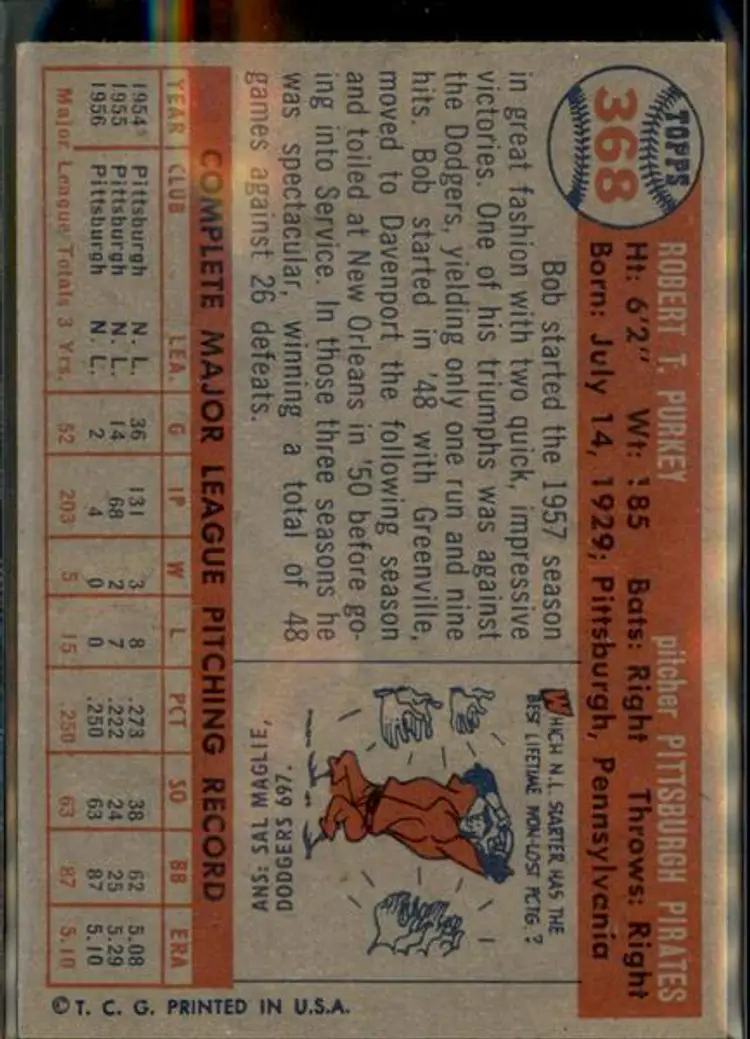 TOPPS
368
ROBERT T. PURKEY
pitcher PITTSBURGH PIRATES
Ht: 6'2" Wt: 185 Bats: Right Throws: Right
Born: July 14, 1929; Pittsburgh, Pennsylvania
Bob started the 1957 season
in great fashion with two quick, impressive
victories. One of his triumphs was against
the Dodgers, yielding only one run and nine
hits. Bob started in '48 with Greenville,
moved to Davenport the following season
and toiled at New Orleans in '50 before go-
ing into Service. In those three seasons he
was spectacular, winning a total of 48
games against 26 defeats.
WHICH N.L. STARTER HAS THE
BEST LIFETIME WON-LOST PCTG.?
ANS: SAL MAGLIE,
DODGERS 697.
COMPLETE MAJOR LEAGUE PITCHING RECORD
YEAR CLUB LEA. G IP W L PCT SO BB ERA
1954 Pittsburgh N. L. 36 131 3 8 .273 38 62 5.08
1955 Pittsburgh N. L. 14 68 2 7 .222 24 25 5.29
1956 Pittsburgh N. L. 2 4 0 0 .250 63 87 5.10
Major League Totals 3 Yrs. 52 203 5 15 .250 63 87 5.10
© T. C. G. PRINTED IN U.S.A.